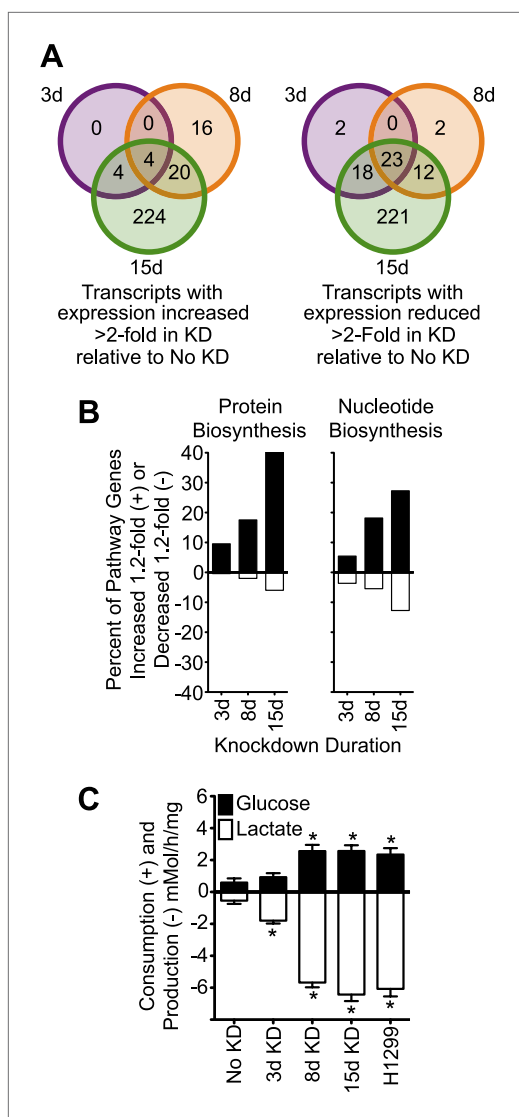 A
3d
8d
0
0
16
4
4
20
224
15d
Transcripts with
expression increased
>2-fold in KD
relative to No KD
3d
8d
2
0
2
18
23
12
221
15d
Transcripts with
expression reduced
>2-Fold in KD
relative to No KD
B
Protein
Biosynthesis
Nucleotide
Biosynthesis
Percent of Pathway Genes
Increased 1.2-fold (+) or
Decreased 1.2-fold (-)
40
30
20
10
0
-10
-20
-30
-40
3d
8d
15d
3d
8d
15d
Knockdown Duration
C
Consumption (+) and
Production (-) mMol/h/mg
6
4
2
0
-2
-4
-6
Glucose
Lactate
* * *
*
* * *
No KD
3d KD
8d KD
15d KD
H1299